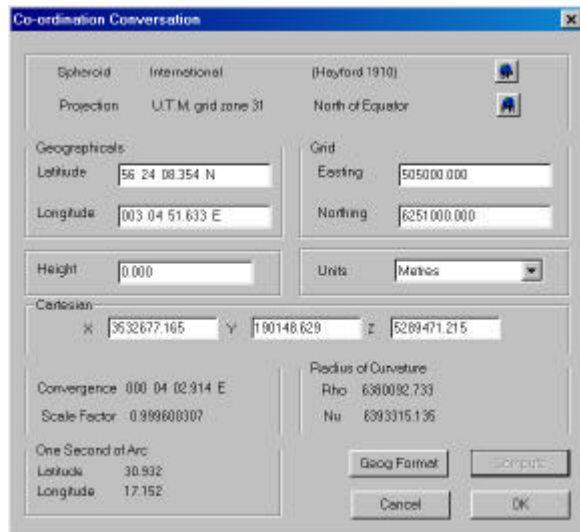 Co-ordination Conversation
Spheroid International (Hayford 1910)
Projection U.T.M. grid zone 31 North of Equator
Geographicals
Latitiude 56 24 08.354 N
Longitude 003 04 51.633 E
Grid
Easting 505000.000
Northing 6251000.000
Height 0.000
Units Metres
Cartesian
X 3532677.165 Y 190148.629 Z 5289471.215
Convergence 000 04 02.914 E
Scale Factor 0.999600307
Radius of Curvature
Rho 6380092.733
Nu 6393315.136
One Second of Arc
Latitude 30.932
Longitude 17.152
Geog Format Compute
Cancel OK